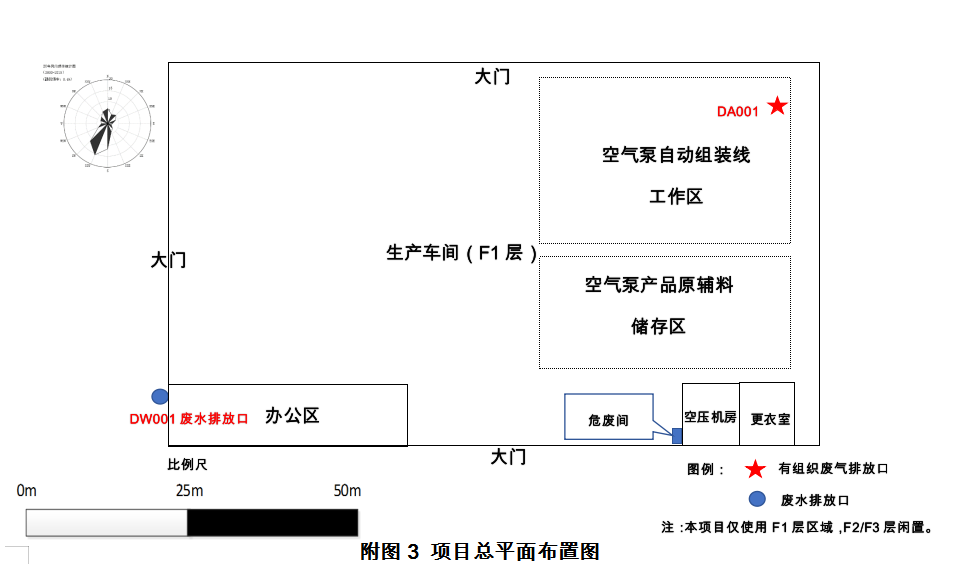 大门
DA001
空气泵自动组装线
工作区
生产车间（F1 层）
大门
空气泵产品原辅料
储存区
DW001 废水排放口
办公区
危废间
空压机房
更衣室
大门
比例尺
0m 25m 50m
图例：
有组织废气排放口
废水排放口
注：本项目仅使用 F1 层区域，F2/F3 层闲置。
附图 3 项目总平面布置图